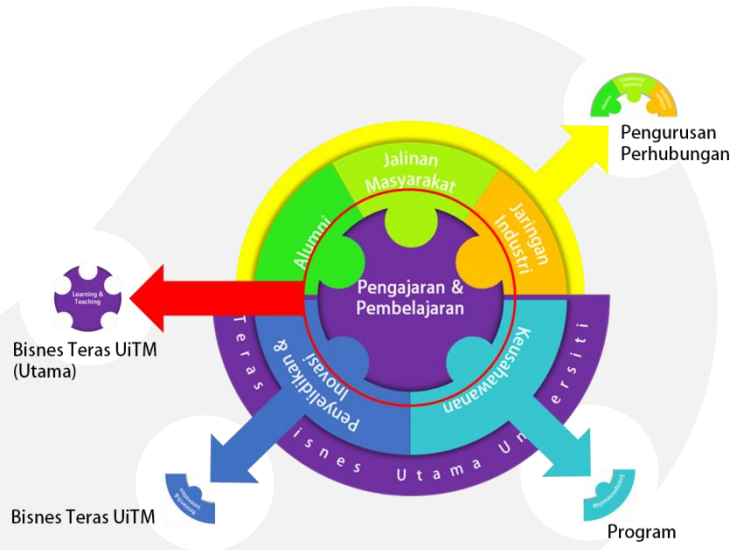 Pengurusan
Perhubungan
Alumni
Jalinan
Masyarakat
Jaringan
Industri
Learning &
Teaching
Pengajaran &
Pembelajaran
Bisnes Teras UiTM
(Utama)
Penyelidikan &
Inovasi
Keusahawanan
Teras Bisnes Utama Universiti
Bisnes Teras UiTM
Program